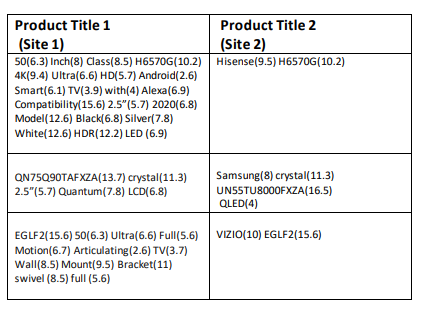 Product Title 1
(Site 1)
Product Title 2
(Site 2)
50(6.3) Inch(8) Class(8.5) H6570G(10.2)
4K(9.4) Ultra(6.6) HD(5.7) Android(2.6)
Smart(6.1) TV(3.9) with(4) Alexa(6.9)
Compatibility(15.6) 2.5”(5.7) 2020(6.8)
Model(12.6) Black(6.8) Silver(7.8)
White(12.6) HDR(12.2) LED (6.9)
Hisense(9.5) H6570G(10.2)
QN75Q90TAFXZA(13.7) crystal(11.3)
2.5”(5.7) Quantum(7.8) LCD(6.8)
Samsung(8) crystal(11.3)
UN55TU8000FXZA(16.5)
QLED(4)
EGLF2(15.6) 50(6.3) Ultra(6.6) Full(5.6)
Motion(6.7) Articulating(2.6) TV(3.7)
Wall(8.5) Mount(9.5) Bracket(11)
swivel (8.5) full (5.6)
VIZIO(10) EGLF2(15.6)